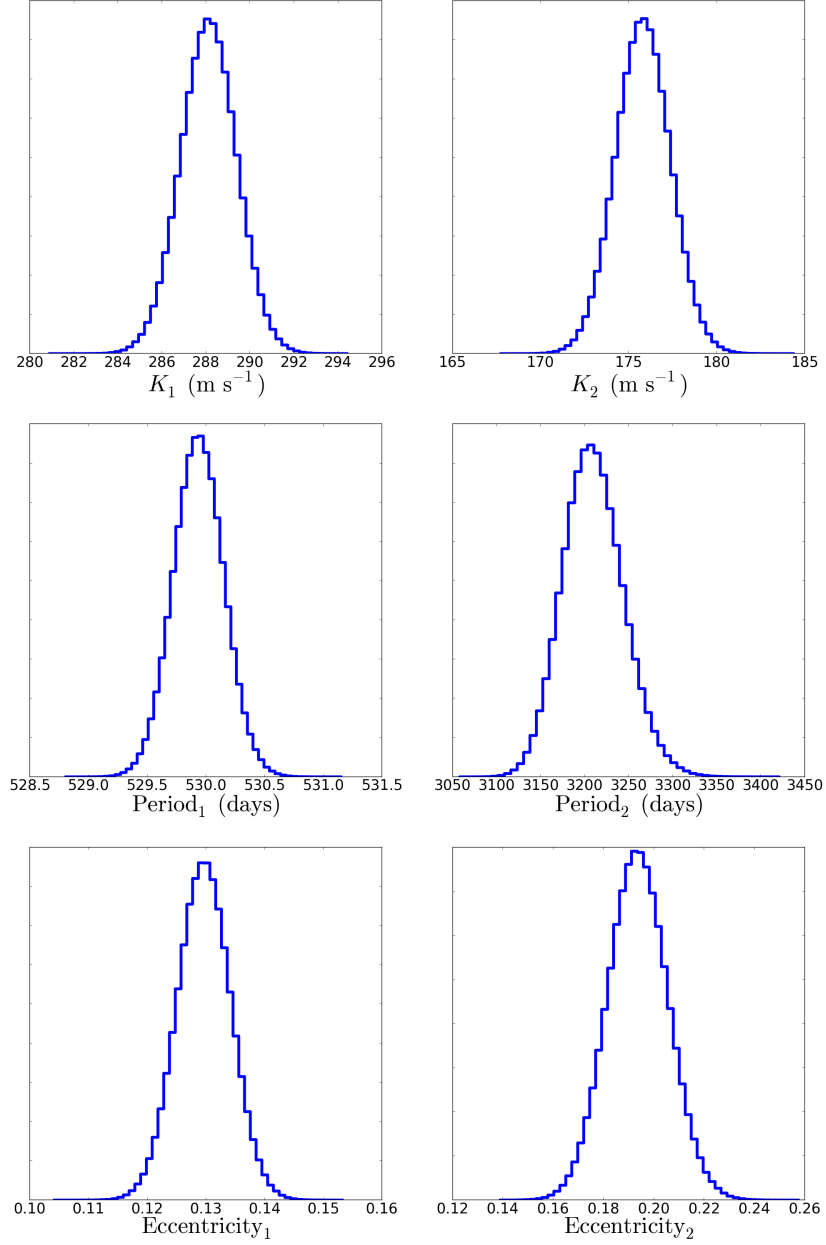 280 282 284 286 288 290 292 294 296
K₁ (m s⁻¹)
165 170 175 180 185
K₂ (m s⁻¹)
528.5 529.0 529.5 530.0 530.5 531.0 531.5
Period₁ (days)
3050 3100 3150 3200 3250 3300 3350 3400 3450
Period₂ (days)
0.10 0.11 0.12 0.13 0.14 0.15 0.16
Eccentricity₁
0.12 0.14 0.16 0.18 0.20 0.22 0.24 0.26
Eccentricity₂